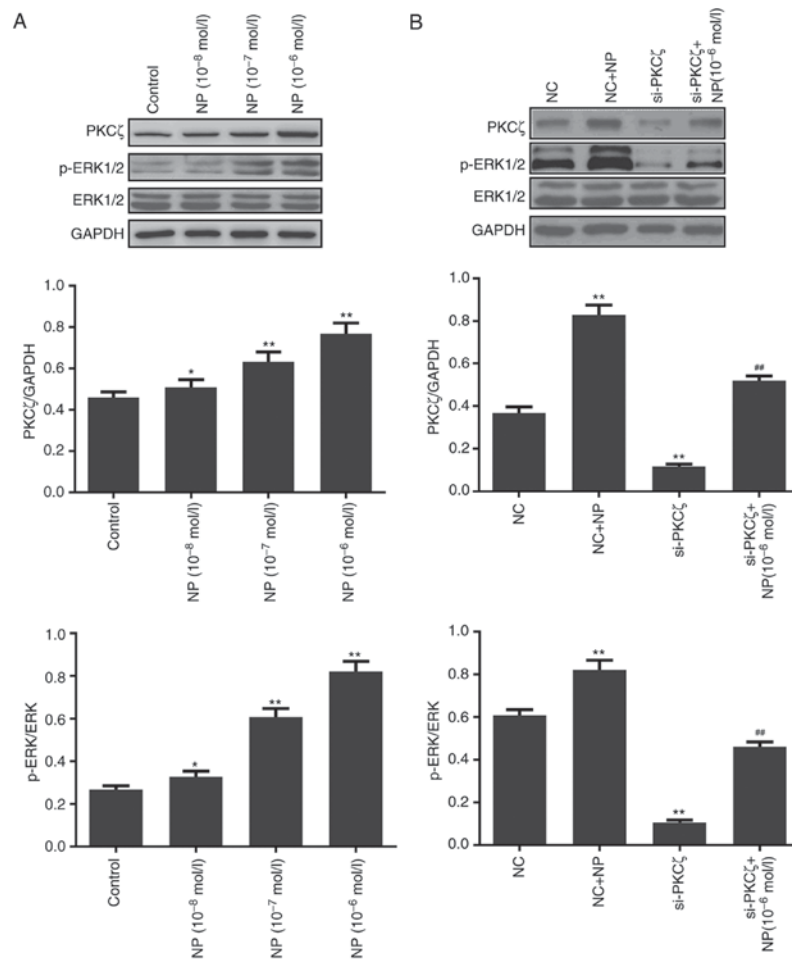 A
Control
NP (10⁻⁸ mol/l)
NP (10⁻⁷ mol/l)
NP (10⁻⁶ mol/l)
PKCζ
p-ERK1/2
ERK1/2
GAPDH
PKCζ/GAPDH
1.0
0.8
0.6
0.4
0.2
0.0
*
**
**
Control
NP (10⁻⁸ mol/l)
NP (10⁻⁷ mol/l)
NP (10⁻⁶ mol/l)
p-ERK/ERK
1.0
0.8
0.6
0.4
0.2
0.0
*
**
**
Control
NP (10⁻⁸ mol/l)
NP (10⁻⁷ mol/l)
NP (10⁻⁶ mol/l)
B
NC
NC+NP
si-PKCζ
si-PKCζ+
NP(10⁻⁶ mol/l)
PKCζ
p-ERK1/2
ERK1/2
GAPDH
PKCζ/GAPDH
1.0
0.8
0.6
0.4
0.2
0.0
**
**
##
NC
NC+NP
si-PKCζ
si-PKCζ+
NP(10⁻⁶ mol/l)
p-ERK/ERK
1.0
0.8
0.6
0.4
0.2
0.0
**
**
##
NC
NC+NP
si-PKCζ
si-PKCζ+
NP(10⁻⁶ mol/l)